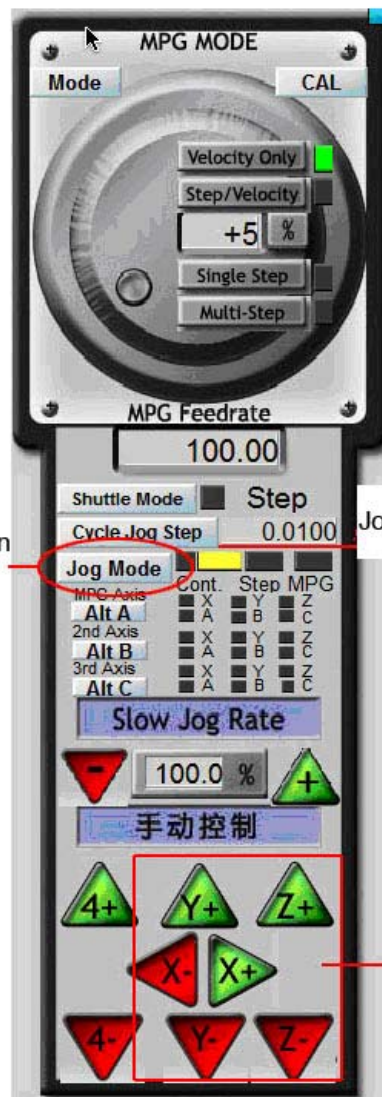 MPG MODE
Mode CAL
Velocity Only
Step/Velocity
+5 %
Single Step
Multi-Step
MPG Feedrate
100.00
Shuttle Mode Step
Cycle Jog Step 0.0100 Jo
n
Jog Mode
Cont. Step MPG
MPG Axis
Alt A
X Y Z
A B C
2nd Axis
Alt B
X Y Z
A B C
3rd Axis
Alt C
X Y Z
A B C
Slow Jog Rate
- 100.0 % +
手动控制
4+ Y+ Z+
X- X+
4- Y- Z-